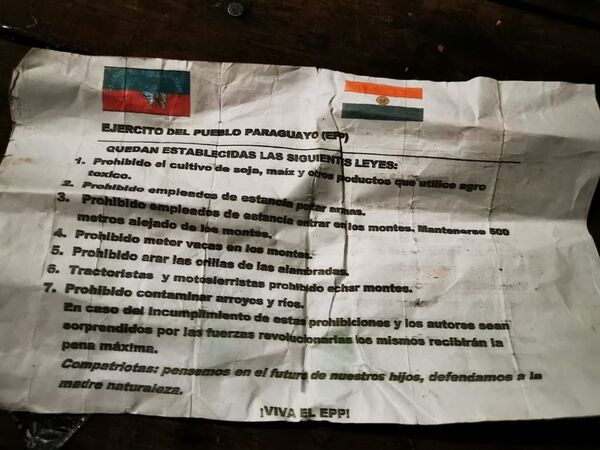 EJERCITO DEL PUEBLO PARAGUAYO (EPP)
QUEDAN ESTABLECIDAS LAS SIGUIENTES LEYES:
1. Prohibido el cultivo de soja, maíz y otros poductos que utilice agro
toxico.
2. Prohibido empleados de estancia portar armas.
3. Prohibido empleados de estancia entrar en los montes. Mantenerse 500
metros alejado de los montes.
4. Prohibido meter vacas en los montes.
5. Prohibido arar las orillas de las alambradas.
6. Tractoristas y motosierristas prohibido echar montes.
7. Prohibido contaminar arroyos y ríos.
En caso del incumplimiento de estas prohibiciones y los autores sean
sorprendidos por las fuerzas revolucionarias los mismos recibirán la
pena máxima.
Compatriotas: pensemos en el futuro de nuestros hijos, defendamos a la
madre naturaleza.
¡VIVA EL EPP!